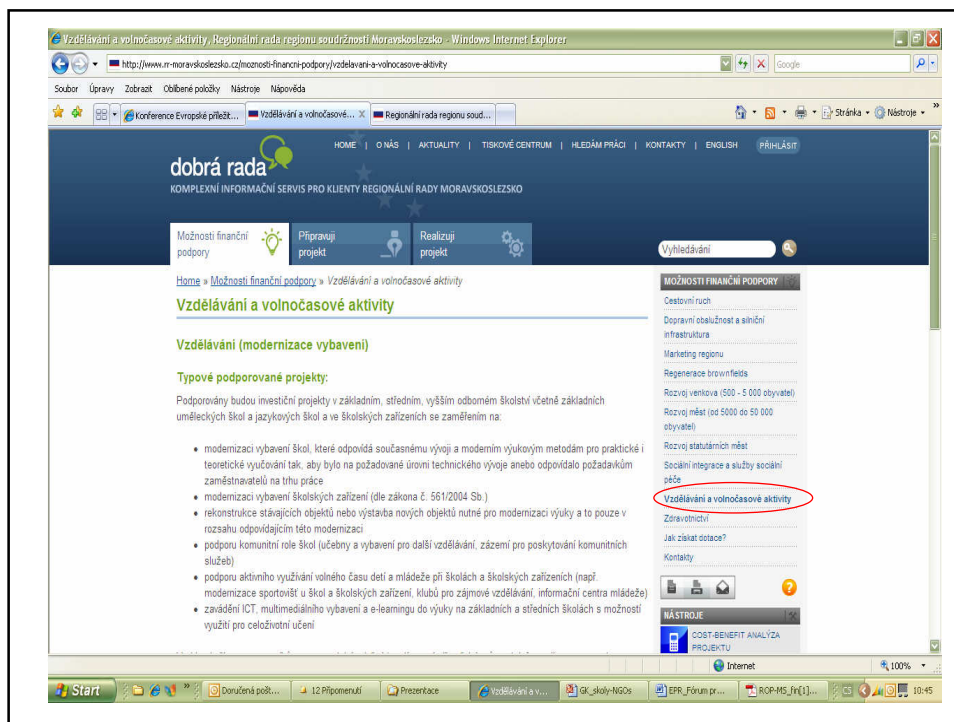 Vzdělávání a volnočasové aktivity, Regionální rada regionu soudržnosti Moravskoslezsko - Windows Internet Explorer
http://www.rr-moravskoslezsko.cz/moznosti-financni-podpory/vzdelavani-a-volnocasove-aktivity
Google
Soubor Úpravy Zobrazit Oblíbené položky Nástroje Nápověda
Konference Evropské příležit... Vzdělávání a volnočasové... Regionální rada regionu soud... Stránka Nástroje »
HOME | O NÁS | AKTUALITY | TISKOVÉ CENTRUM | HLEDÁM PRÁCI | KONTAKTY | ENGLISH PŘIHLÁSIT
dobrá rada
KOMPLEXNÍ INFORMAČNÍ SERVIS PRO KLIENTY REGIONÁLNÍ RADY MORAVSKOSLEZSKO
Možnosti finanční podpory
Připravuji projekt
Realizuji projekt
Vyhledávání
Home » Možnosti finanční podpory » Vzdělávání a volnočasové aktivity
Vzdělávání a volnočasové aktivity
Vzdělávání (modernizace vybavení)
Typové podporované projekty:
Podporovány budou investiční projekty v základním, středním, vyšším odborném školství včetně základních
uměleckých škol a jazykových škol a ve školských zařízeních se zaměřením na:
• modernizaci vybavení škol, které odpovídá současnému vývoji a moderním výukovým metodám pro praktické i
teoretické vyučování tak, aby bylo na požadované úrovni technického vývoje anebo odpovídalo požadavkům
zaměstnavatelů na trhu práce
• modernizaci vybavení školských zařízení (dle zákona č. 561/2004 Sb.)
• rekonstrukce stávajících objektů nebo výstavba nových objektů nutné pro modernizaci výuky a to pouze v
rozsahu odpovídajícím této modernizaci
• podporu komunitní role škol (učebny a vybavení pro další vzdělávání, zázemí pro poskytování komunitních
služeb)
• podporu aktivního využívání volného času detí a mládeže při školách a školských zařízeních (např.
modernizace sportovišť u škol a školských zařízení, klubů pro zájmové vzdělávání, informační centra mládeže)
• zavádění ICT, multimediálního vybavení a e-learningu do výuky na základních a středních školách s možností
využití pro celoživotní učení
MOŽNOSTI FINANČNÍ PODPORY
Cestovní ruch
Dopravní obslužnost a silniční
infrastruktura
Marketing regionu
Regenerace brownfields
Rozvoj venkova (500 - 5 000 obyvatel)
Rozvoj měst (od 5000 do 50 000
obyvatel)
Rozvoj statutárních měst
Sociální integrace a služby sociální
péče
Vzdělávání a volnočasové aktivity
Zdravotnictví
Jak získat dotace?
Kontakty
NÁSTROJE
COST-BENEFIT ANALÝZA
PROJEKTU
Internet 100%
Start » Doručená pošt... 12 Připomenutí Prezentace Vzdělávání a v... GK_skoly-NGOs EPR_Fórum pr... ROP-MS_fin[1]... CS 10:45